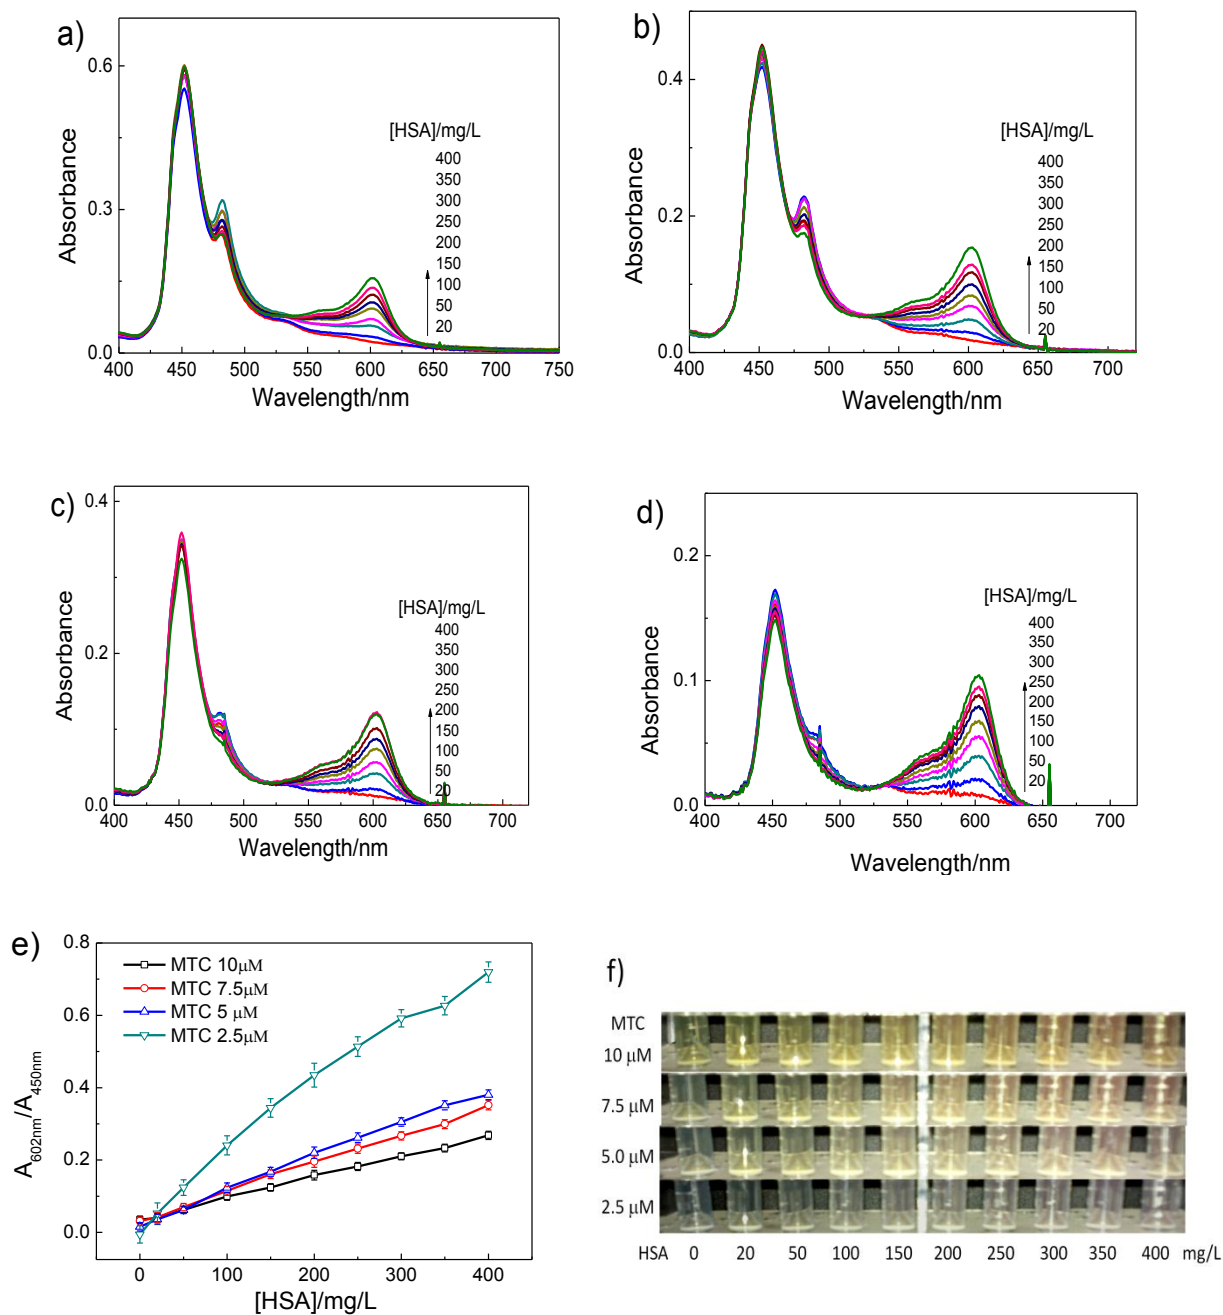 a)
0.6
0.3
0.0
Absorbance
[HSA]/mg/L
400
350
300
250
200
150
100
50
20
400 450 500 550 600 650 700 750
Wavelength/nm
b)
0.4
0.2
0.0
Absorbance
[HSA]/mg/L
400
350
300
250
200
150
100
50
20
400 450 500 550 600 650 700
Wavelength/nm
c)
0.4
0.2
0.0
Absorbance
[HSA]/mg/L
400
350
300
250
200
150
100
50
20
400 450 500 550 600 650 700
Wavelength/nm
d)
0.2
0.1
0.0
Absorbance
[HSA]/mg/L
400
350
300
250
200
150
100
50
20
400 450 500 550 600 650 700
Wavelength/nm
e)
0.8
0.6
0.4
0.2
0.0
A602nm/A450nm
MTC 10μM
MTC 7.5μM
MTC 5 μM
MTC 2.5μM
0 100 200 300 400
[HSA]/mg/L
f)
MTC
10 μM
7.5 μM
5.0 μM
2.5 μM
HSA 0 20 50 100 150 200 250 300 350 400 mg/L